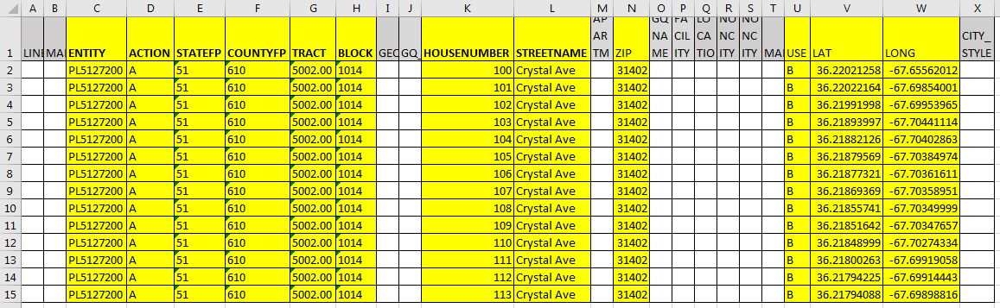 A B C D E F G H I J K L M N O P Q R S T U V W X
1 LINE MAI ENTITY ACTION STATEFP COUNTYFP TRACT BLOCK GEO GQ_ HOUSENUMBER STREETNAME AP AR TM ZIP GQ NA ME FA CIL ITY LO CA TIO NO NC ITY NO NC ITY MAI USE LAT LONG CITY_ STYLE
2 PL5127200 A 51 610 5002.00 1014 100 Crystal Ave 31402 B 36.22021258 -67.65562012
3 PL5127200 A 51 610 5002.00 1014 101 Crystal Ave 31402 B 36.22022164 -67.69854001
4 PL5127200 A 51 610 5002.00 1014 102 Crystal Ave 31402 B 36.21991998 -67.69953965
5 PL5127200 A 51 610 5002.00 1014 103 Crystal Ave 31402 B 36.21893997 -67.70441114
6 PL5127200 A 51 610 5002.00 1014 104 Crystal Ave 31402 B 36.21882126 -67.70402863
7 PL5127200 A 51 610 5002.00 1014 105 Crystal Ave 31402 B 36.21879569 -67.70384974
8 PL5127200 A 51 610 5002.00 1014 106 Crystal Ave 31402 B 36.21877321 -67.70361611
9 PL5127200 A 51 610 5002.00 1014 107 Crystal Ave 31402 B 36.21869369 -67.70358951
10 PL5127200 A 51 610 5002.00 1014 108 Crystal Ave 31402 B 36.21855741 -67.70349999
11 PL5127200 A 51 610 5002.00 1014 109 Crystal Ave 31402 B 36.21851642 -67.70347657
12 PL5127200 A 51 610 5002.00 1014 110 Crystal Ave 31402 B 36.21848999 -67.70274334
13 PL5127200 A 51 610 5002.00 1014 111 Crystal Ave 31402 B 36.21800263 -67.69919058
14 PL5127200 A 51 610 5002.00 1014 112 Crystal Ave 31402 B 36.21794225 -67.69914443
15 PL5127200 A 51 610 5002.00 1014 113 Crystal Ave 31402 B 36.21794088 -67.69898816